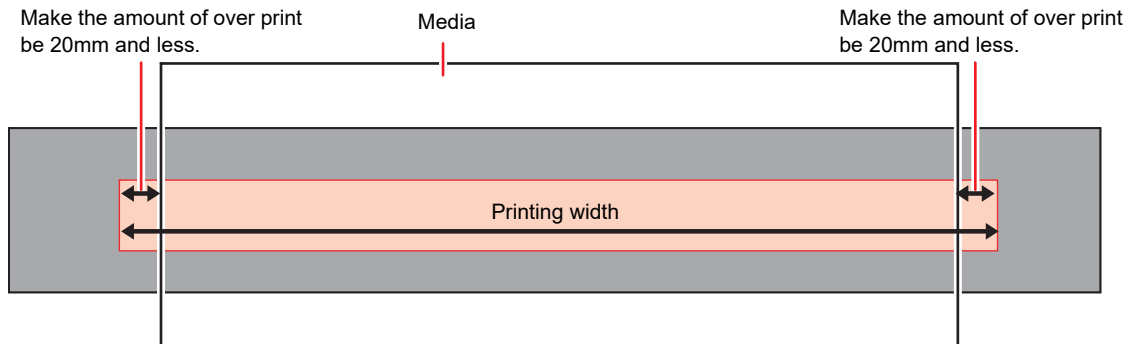 Make the amount of over print
be 20mm and less.
Media
Make the amount of over print
be 20mm and less.
Printing width